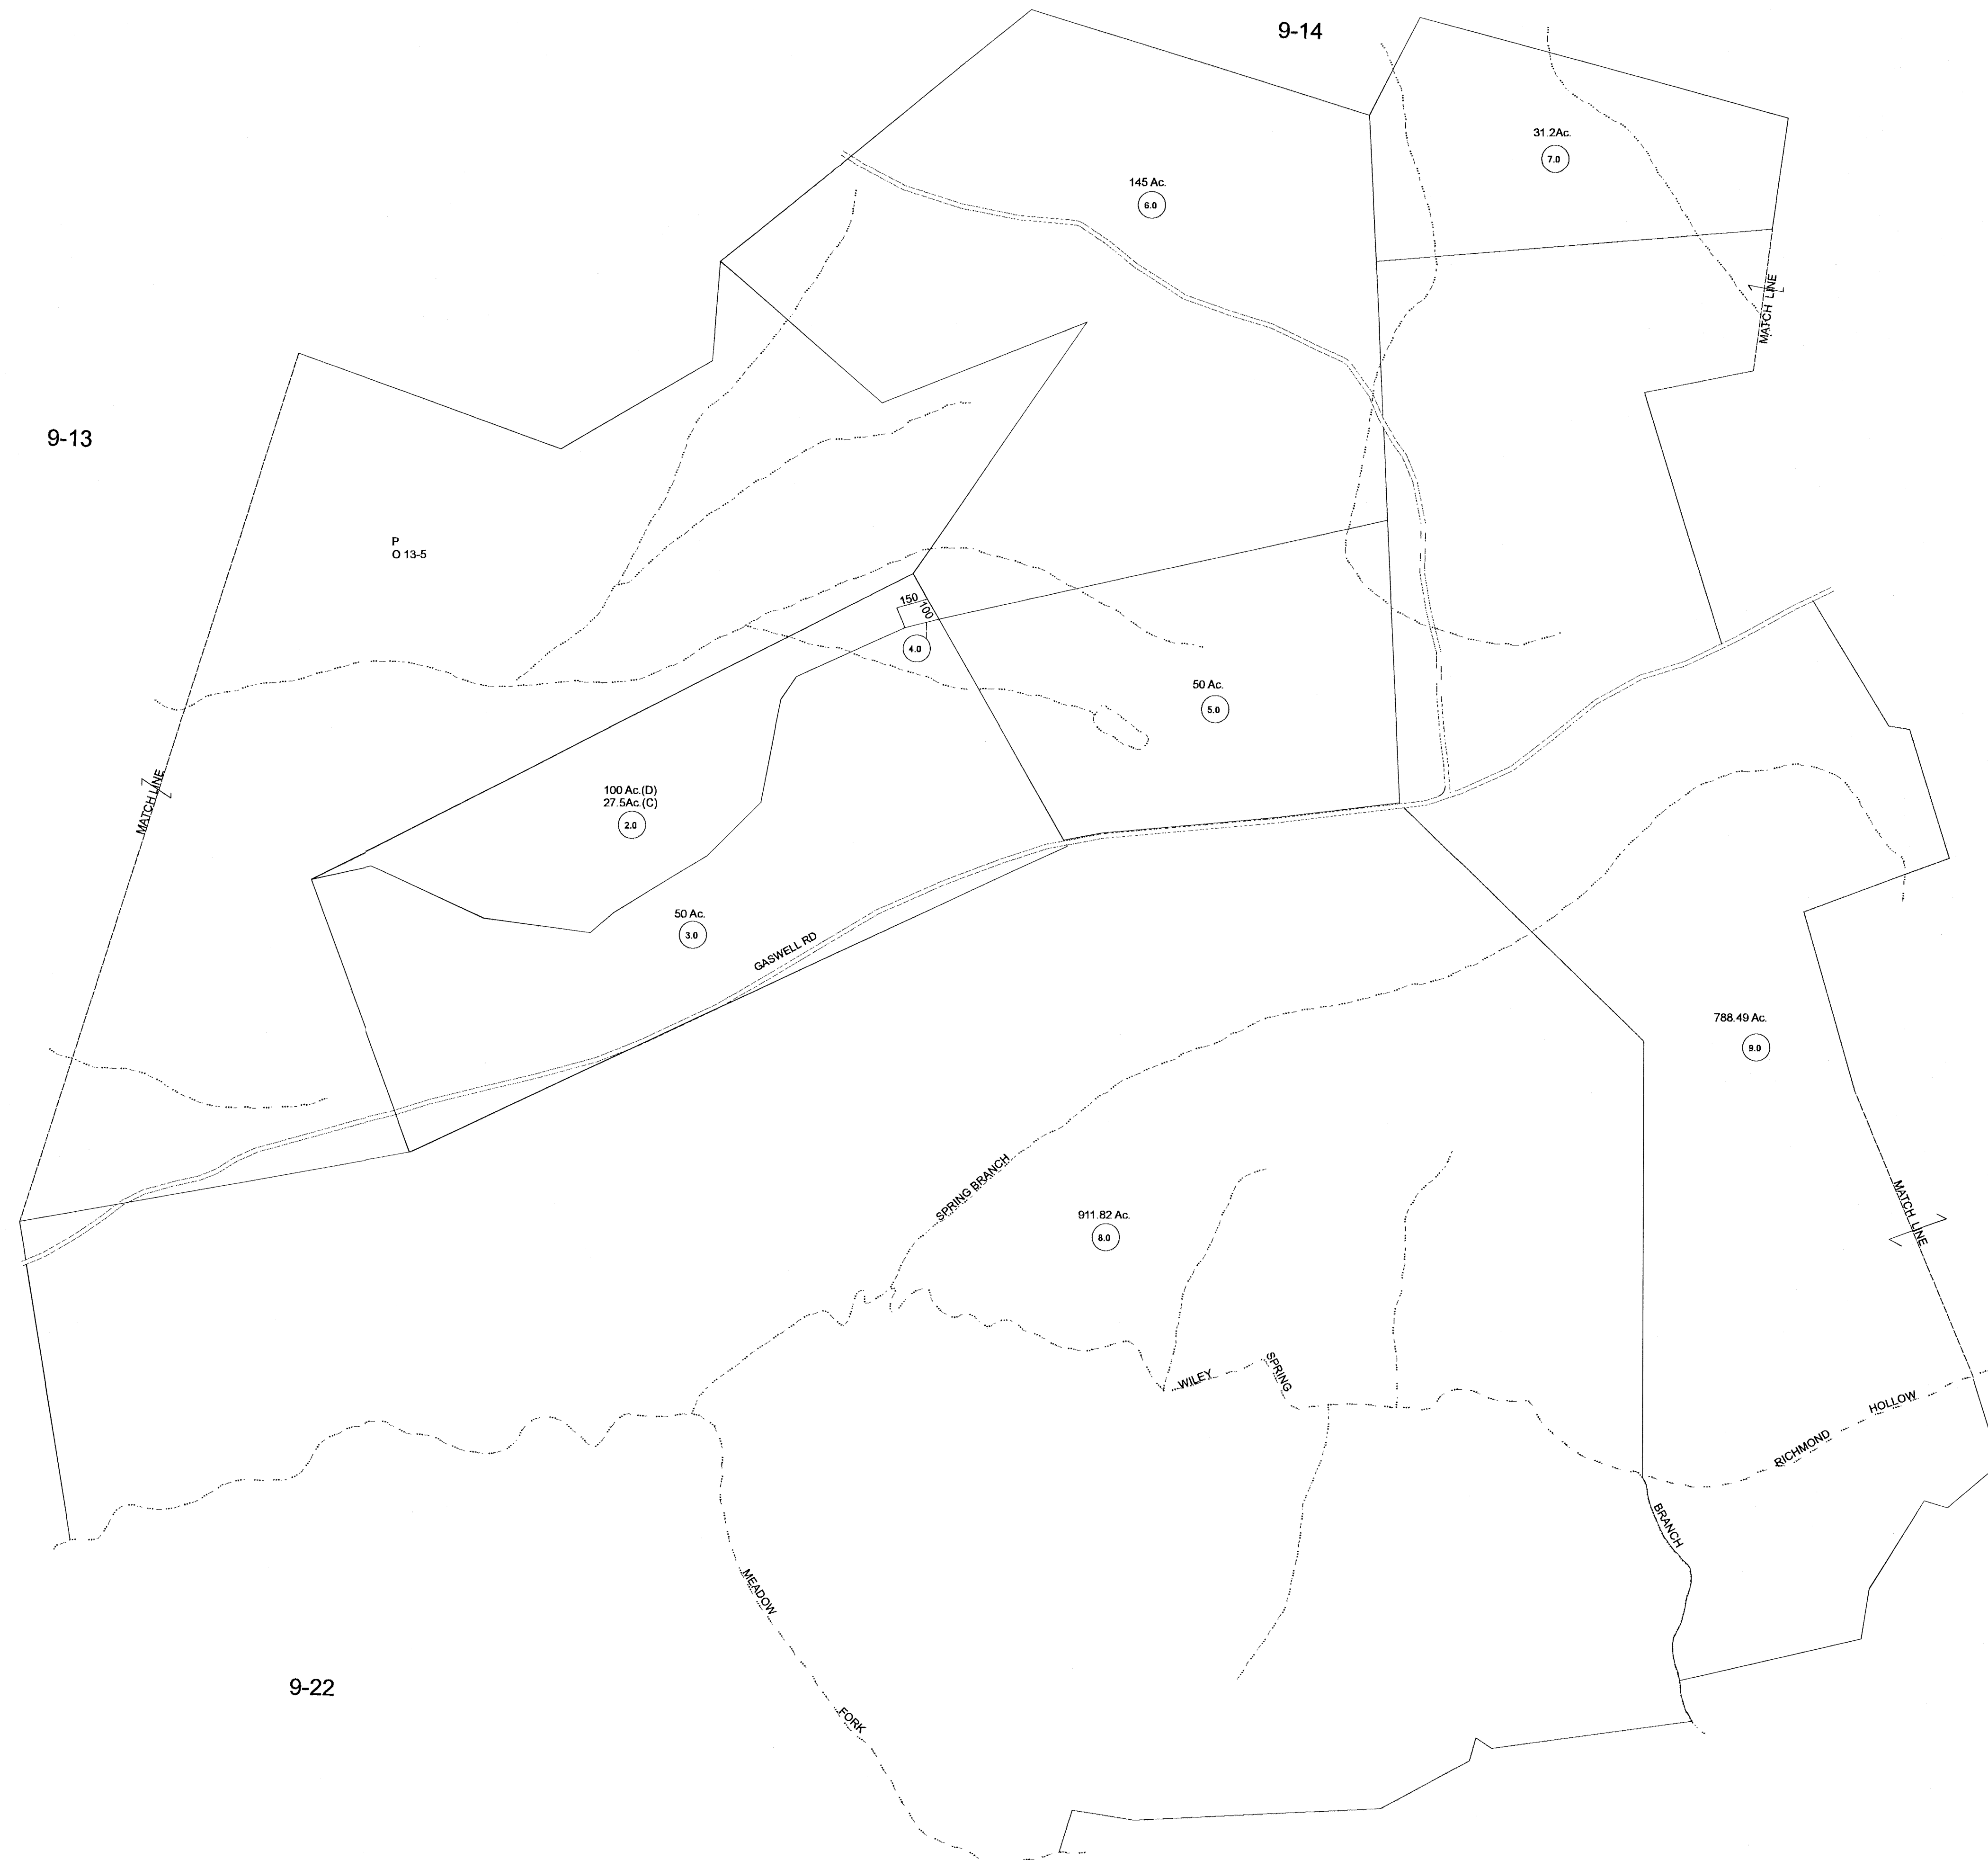 9-14
31.2Ac.
7.0
145 Ac.
6.0
MATCH LINE
9-13
P
O 13-5
150
100
4.0
50 Ac.
5.0
MATCH LINE
100 Ac.(D)
27.5Ac.(C)
2.0
50 Ac.
3.0
GASWELL RD
788.49 Ac.
9.0
SPRING BRANCH
911.82 Ac.
8.0
MATCH LINE
WILEY
SPRING
BRANCH
RICHMOND
HOLLOW
MEADOW
FORK
9-22